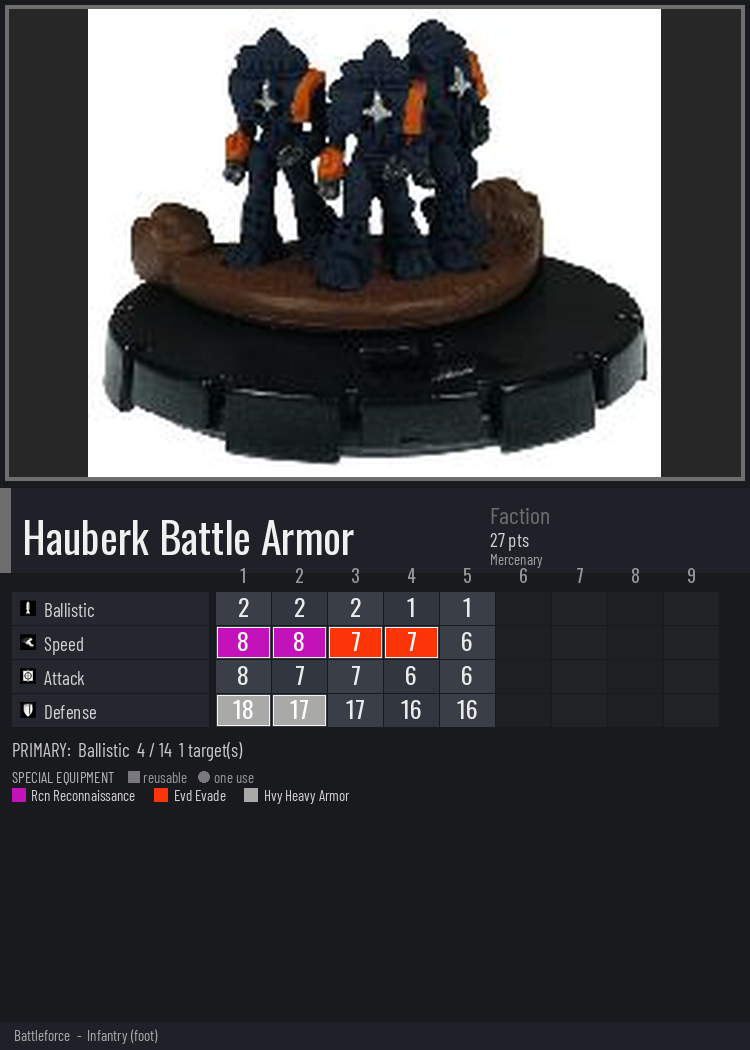 Hauberk Battle Armor
Faction
27 pts
Mercenary
1 2 3 4 5 6 7 8 9
Ballistic 2 2 2 1 1
Speed 8 8 7 7 6
Attack 8 7 7 6 6
Defense 18 17 17 16 16
PRIMARY: Ballistic 4 / 14 1 target(s)
SPECIAL EQUIPMENT reusable one use
Rcn Reconnaissance Evd Evade Hvy Heavy Armor
Battleforce - Infantry (foot)